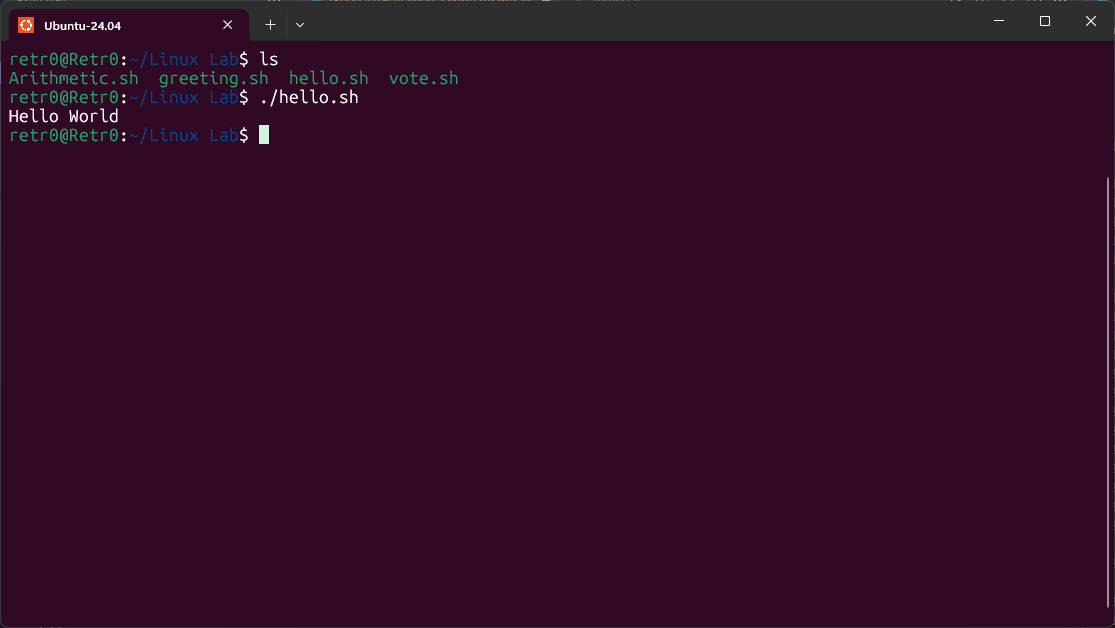 Ubuntu-24.04
retr0@Retr0:~/Linux Lab$ ls
Arithmetic.sh  greeting.sh  hello.sh  vote.sh
retr0@Retr0:~/Linux Lab$ ./hello.sh
Hello World
retr0@Retr0:~/Linux Lab$